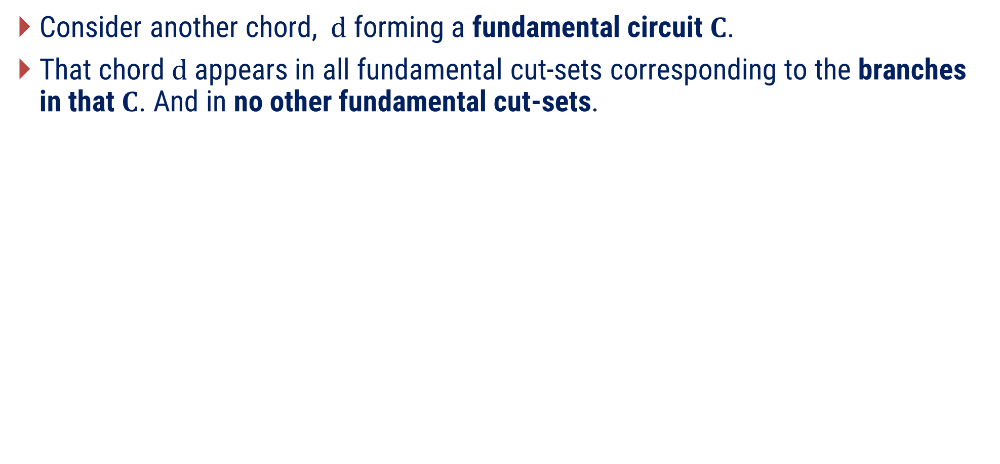 Consider another chord, d forming a fundamental circuit C.
That chord d appears in all fundamental cut-sets corresponding to the branches
in that C. And in no other fundamental cut-sets.